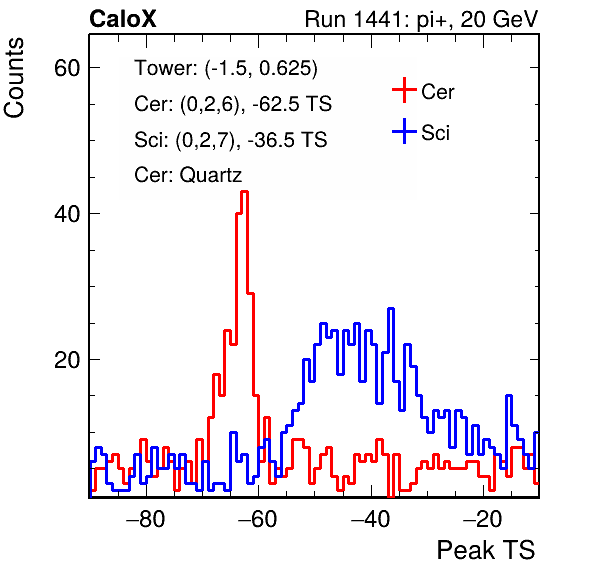 CaloX Run 1441: pi+, 20 GeV
Counts
Tower: (-1.5, 0.625)
Cer: (0,2,6), -62.5 TS
Sci: (0,2,7), -36.5 TS
Cer: Quartz
Cer
Sci
60
40
20
−80 −60 −40 −20
Peak TS